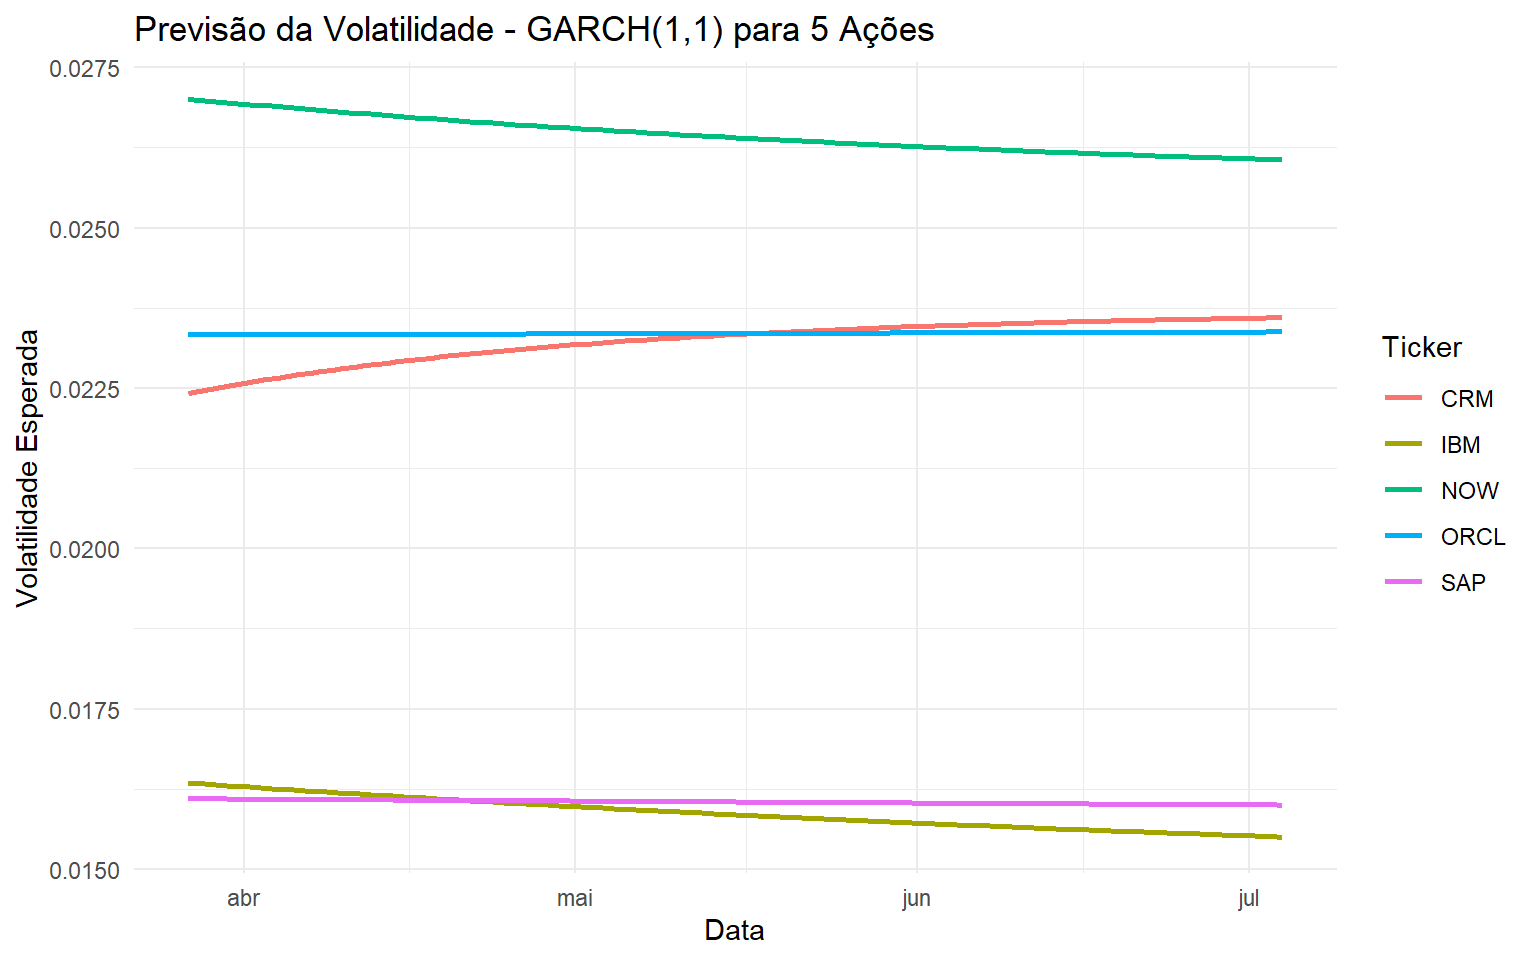 Previsão da Volatilidade - GARCH(1,1) para 5 Ações
Volatilidade Esperada
0.0275
0.0250
0.0225
0.0200
0.0175
0.0150
abr
mai
jun
jul
Data
Ticker
CRM
IBM
NOW
ORCL
SAP